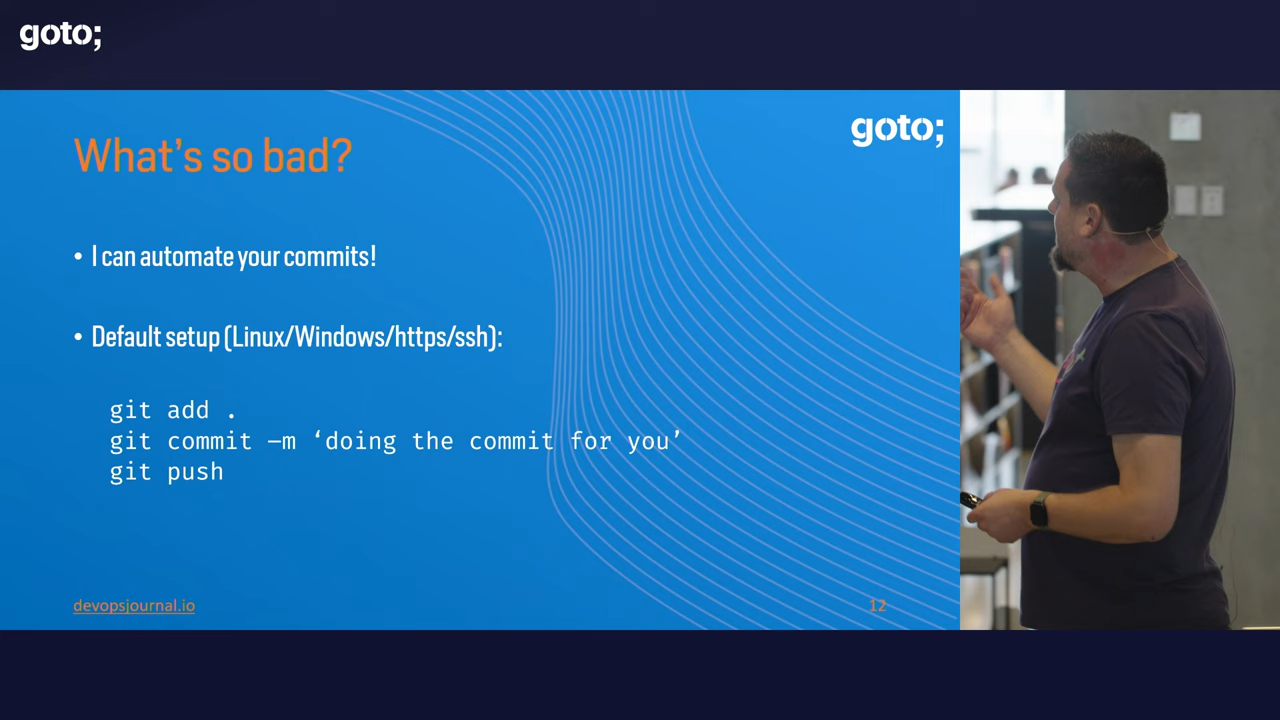 goto;
goto;
What’s so bad?
• I can automate your commits!
• Default setup (Linux/Windows/https/ssh):
git add .
git commit –m ‘doing the commit for you’
git push
devopsjournal.io
12